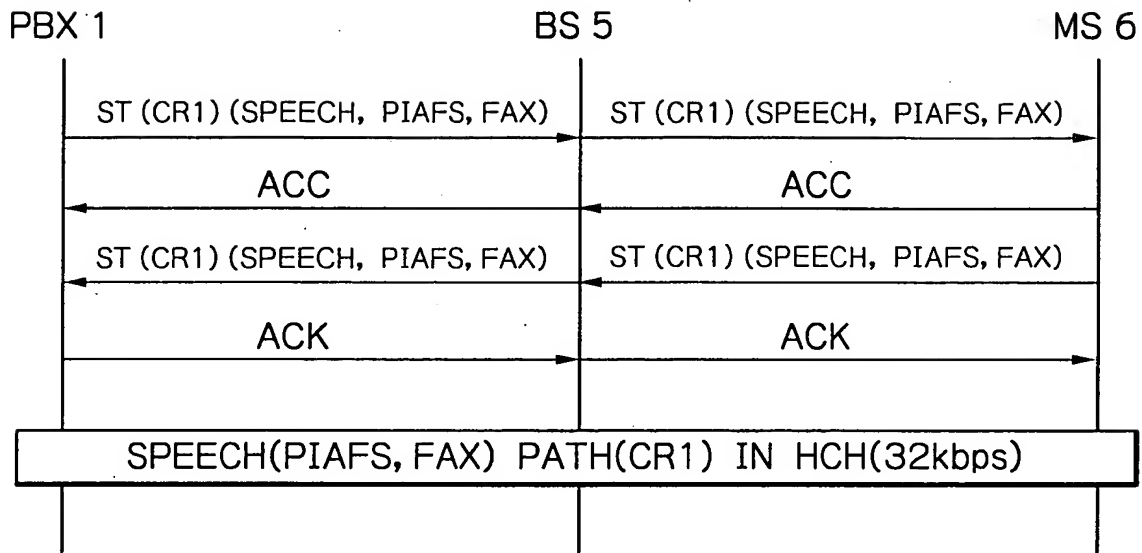 PBX 1 BS 5 MS 6
ST (CR1) (SPEECH, PIAFS, FAX) ST (CR1) (SPEECH, PIAFS, FAX)
ACC ACC
ST (CR1) (SPEECH, PIAFS, FAX) ST (CR1) (SPEECH, PIAFS, FAX)
ACK ACK
SPEECH(PIAFS, FAX) PATH(CR1) IN HCH(32kbps)